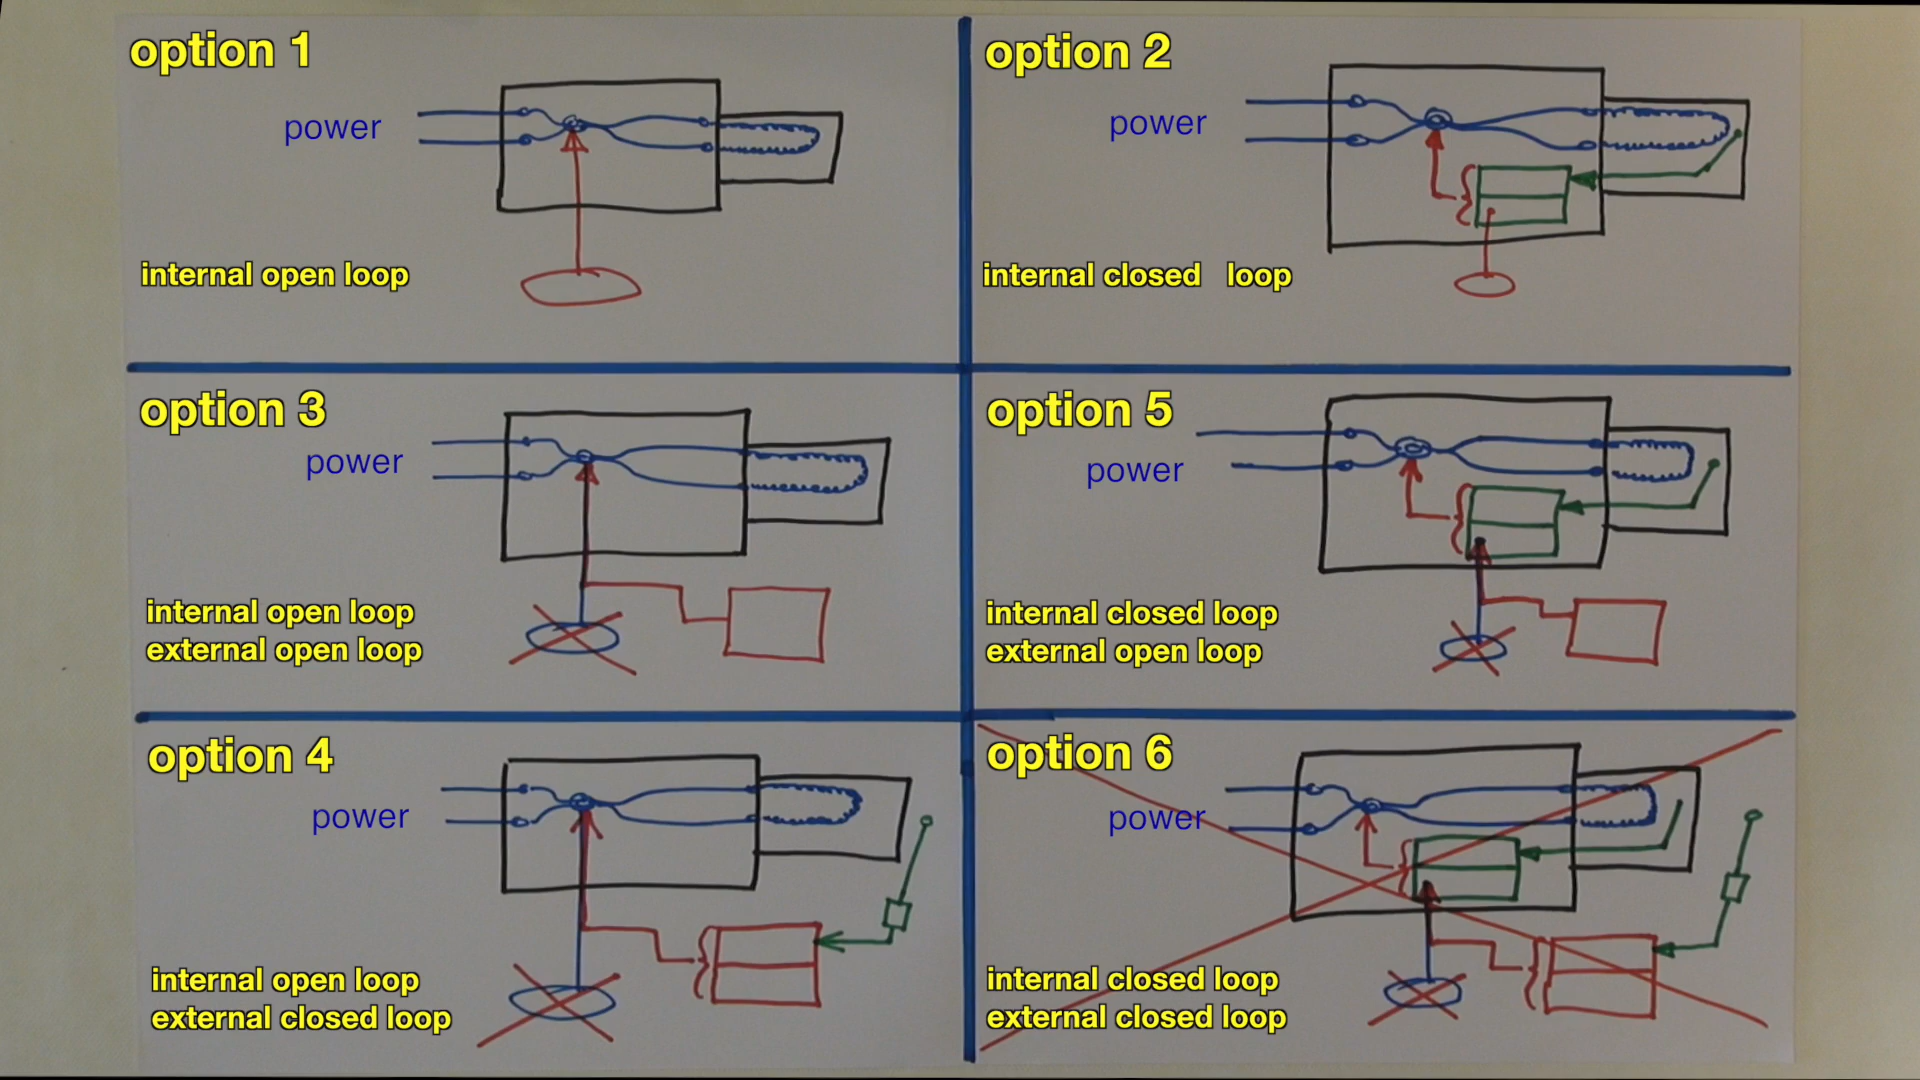 option 1
power
internal open loop
option 2
power
internal closed loop
option 3
power
internal open loop
external open loop
option 5
power
internal closed loop
external open loop
option 4
power
internal open loop
external closed loop
option 6
power
internal closed loop
external closed loop